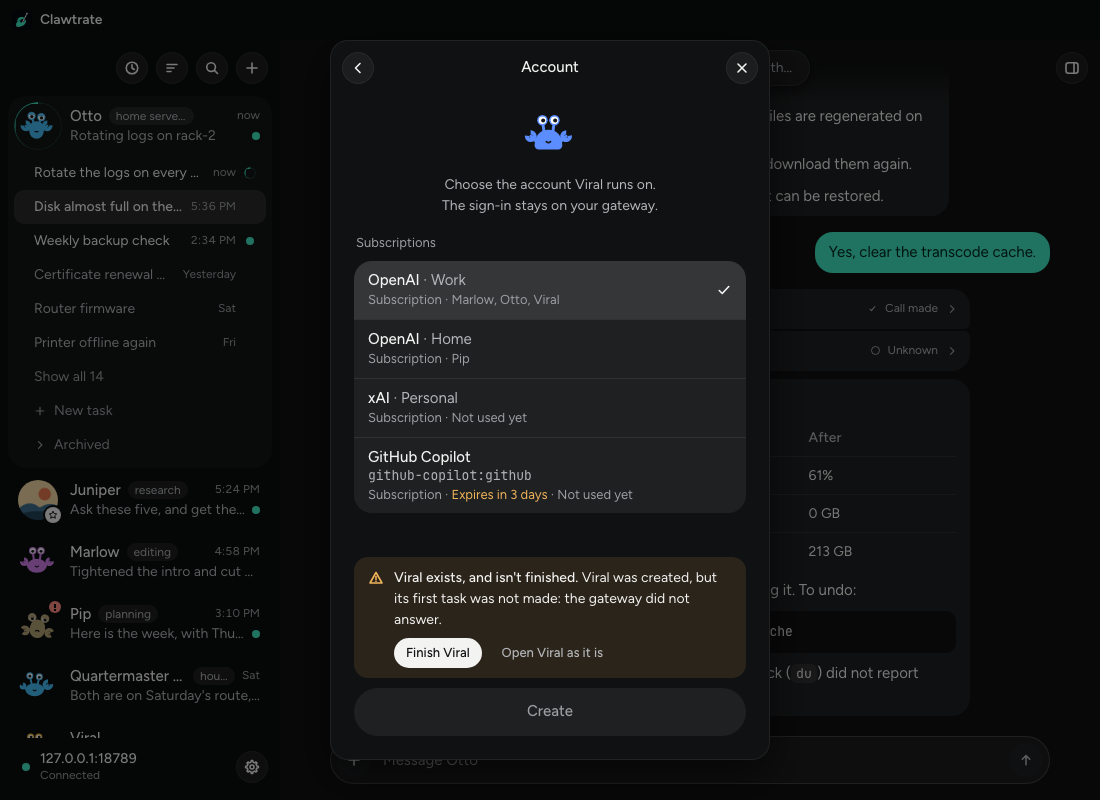 Clawtrate
Otto home serve… now
Rotating logs on rack-2
Rotate the logs on every … now
Disk almost full on the… 5:36 PM
Weekly backup check 2:34 PM
Certificate renewal … Yesterday
Router firmware Sat
Printer offline again Fri
Show all 14
New task
Archived
Juniper research 5:24 PM
Ask these five, and get the…
Marlow editing 4:58 PM
Tightened the intro and cut …
Pip planning 3:10 PM
Here is the week, with Thu…
Quartermaster … hou… Sat
Both are on Saturday's route,…
Viral
127.0.0.1:18789
Connected
Account
Choose the account Viral runs on.
The sign-in stays on your gateway.
Subscriptions
OpenAI · Work
Subscription · Marlow, Otto, Viral
OpenAI · Home
Subscription · Pip
xAI · Personal
Subscription · Not used yet
GitHub Copilot
github-copilot:github
Subscription · Expires in 3 days · Not used yet
Viral exists, and isn't finished. Viral was created, but
its first task was not made: the gateway did not
answer.
Finish Viral Open Viral as it is
Create
th…
files are regenerated on
download them again.
can be restored.
Yes, clear the transcode cache.
Call made
Unknown
After
61%
0 GB
213 GB
it. To undo:
( du ) did not report
Message Otto